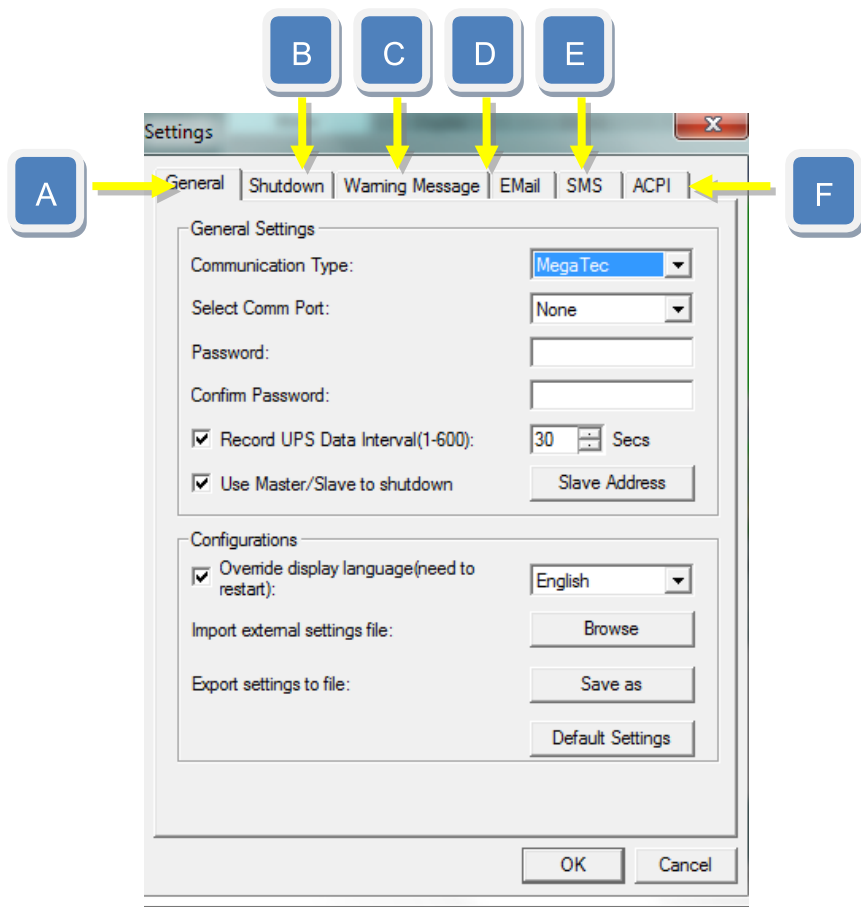 B C D E
Settings
A F
General Shutdown Warning Message EMail SMS ACPI
General Settings
Communication Type: MegaTec
Select Comm Port: None
Password:
Confirm Password:
Record UPS Data Interval(1-600): 30 Secs
Use Master/Slave to shutdown Slave Address
Configurations
Override display language(need to
restart): English
Import external settings file: Browse
Export settings to file: Save as
Default Settings
OK Cancel